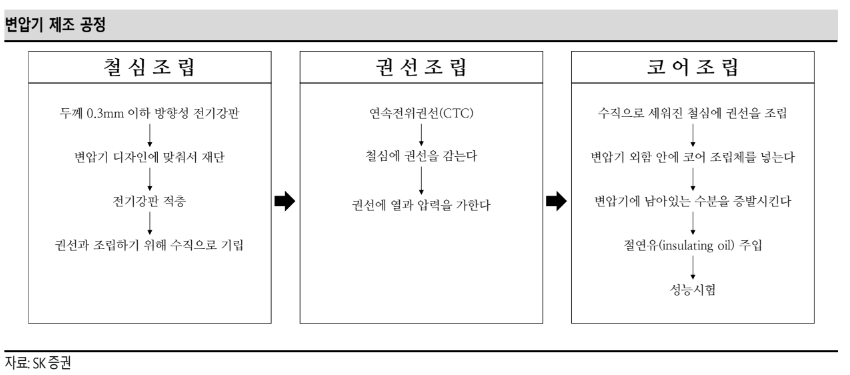 변압기 제조 공정
철심조립
두께 0.3mm 이하 방향성 전기강판
변압기 디자인에 맞춰서 재단
전기강판 적층
권선과 조립하기 위해 수직으로 기립
권선조립
연속전위권선(CTC)
철심에 권선을 감는다
권선에 열과 압력을 가한다
코어조립
수직으로 세워진 철심에 권선을 조립
변압기 외함 안에 코어 조립체를 넣는다
변압기에 남아있는 수분을 증발시킨다
절연유(insulating oil) 주입
성능시험
자료: SK 증권